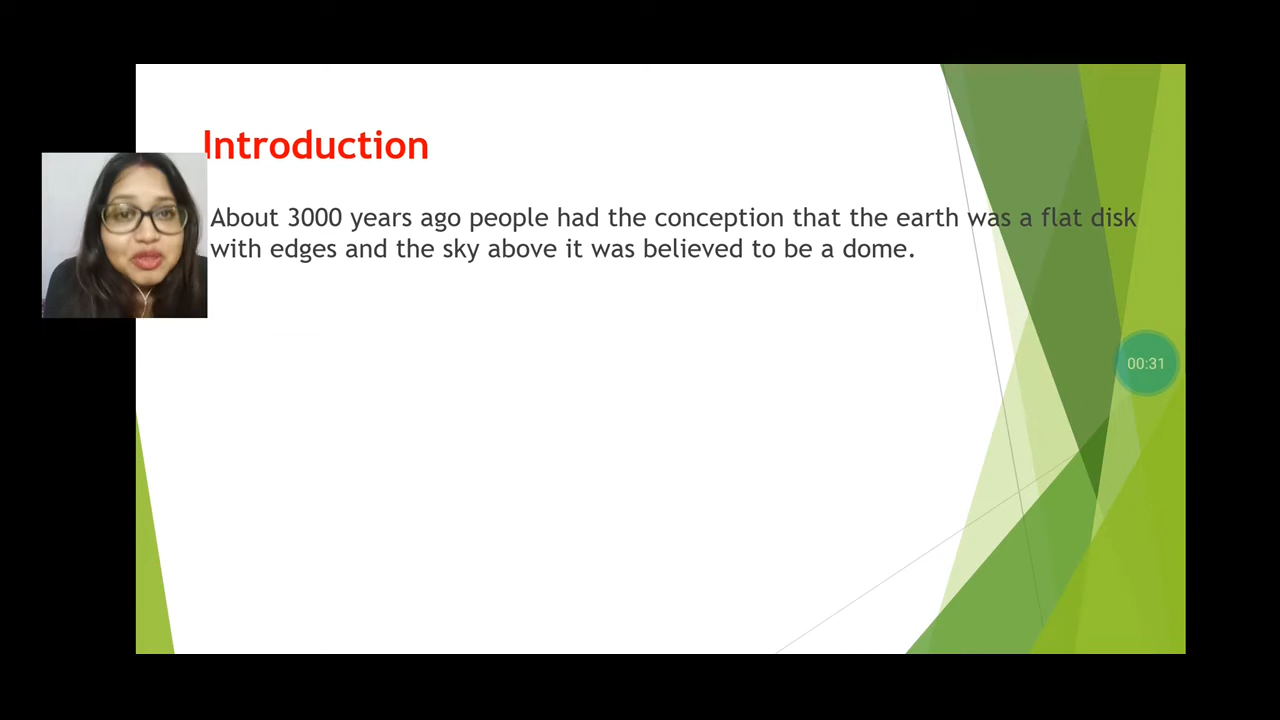 Introduction
About 3000 years ago people had the conception that the earth was a flat disk
with edges and the sky above it was believed to be a dome.
00:31